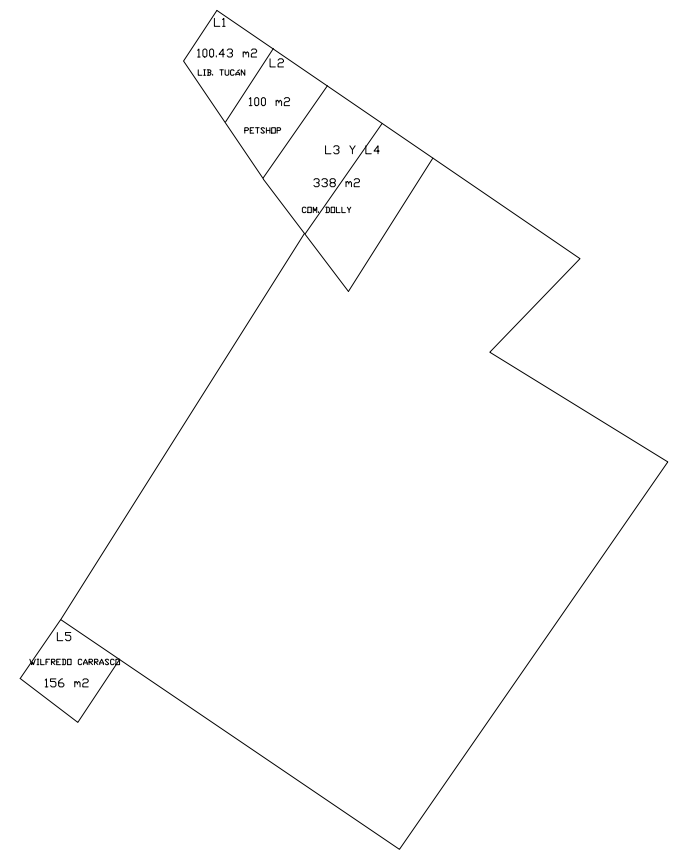 L1
100.43 m2
LIB. TUCAN
L2
100 m2
PETSHOP
L3 Y L4
338 m2
COM. DOLLY
L5
WILFREDO CARRASCO
156 m2